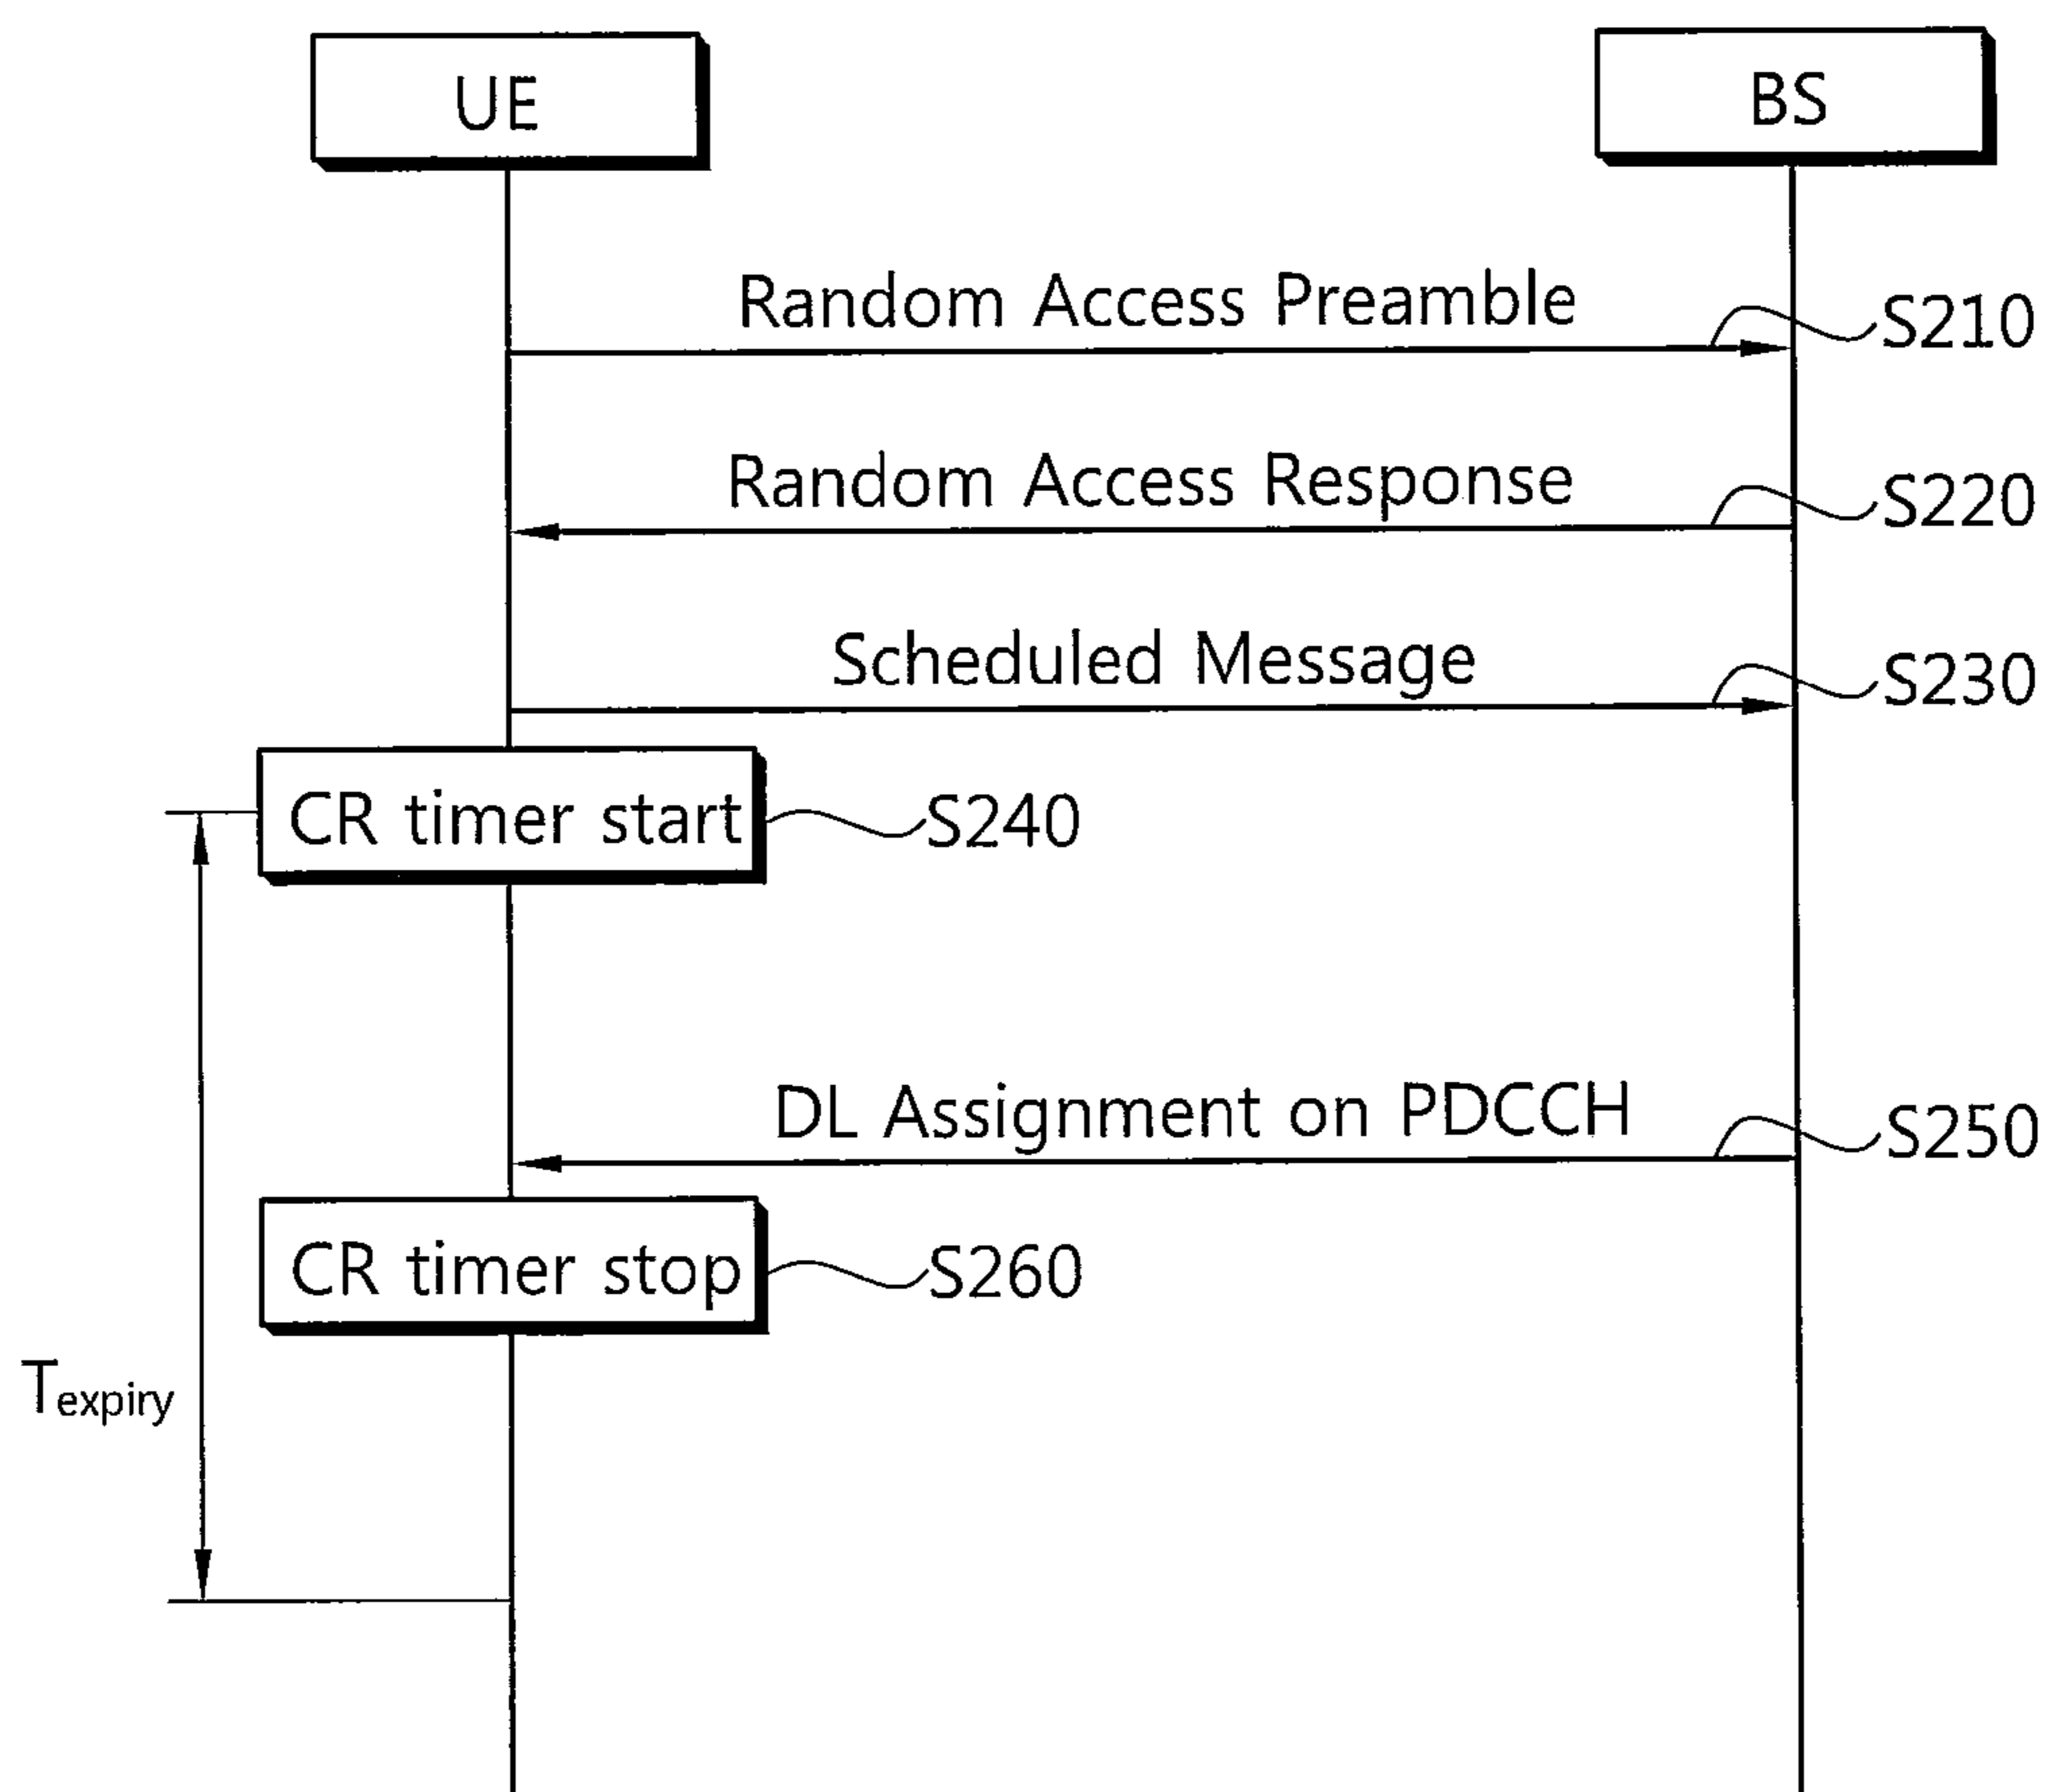 UE
BS
Random Access Preamble
S210
Random Access Response
S220
Scheduled Message
S230
CR timer start
S240
DL Assignment on PDCCH
S250
CR timer stop
S260
Texpiry